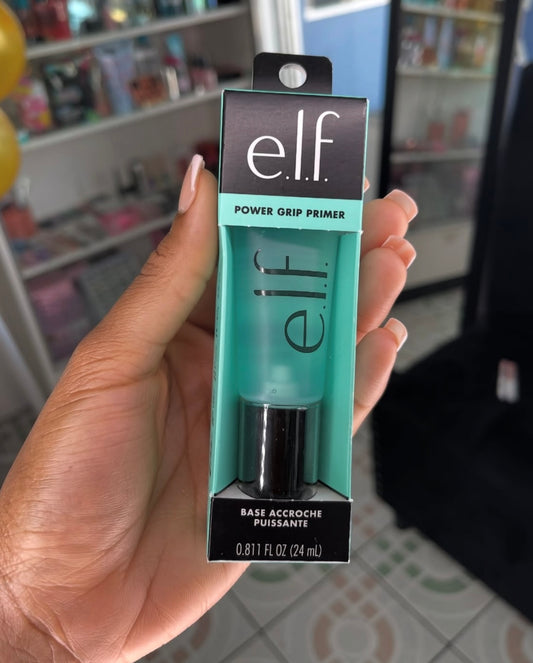 e.l.f.
POWER GRIP PRIMER
e.l.f.
BASE ACCROCHE
PUISSANTE
0.811 FL OZ (24 mL)